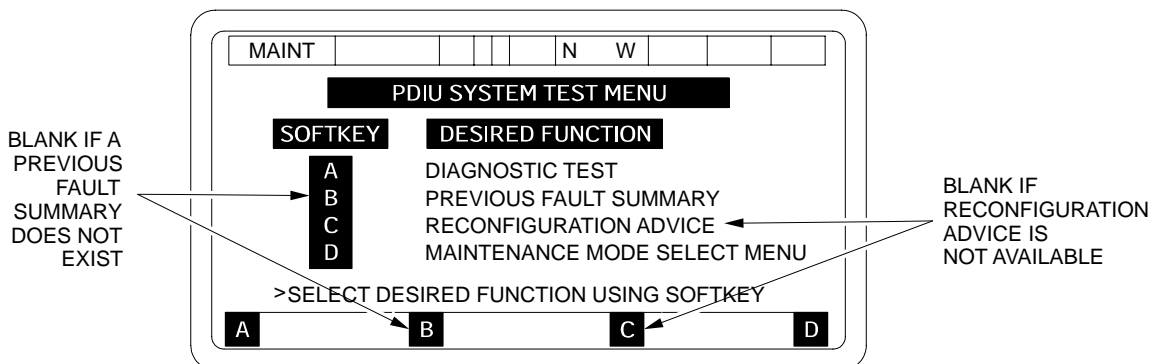 MAINT N W
PDIU SYSTEM TEST MENU
SOFTKEY DESIRED FUNCTION
A DIAGNOSTIC TEST
B PREVIOUS FAULT SUMMARY
C RECONFIGURATION ADVICE
D MAINTENANCE MODE SELECT MENU
>SELECT DESIRED FUNCTION USING SOFTKEY
A B C D
BLANK IF A
PREVIOUS
FAULT
SUMMARY
DOES NOT
EXIST
BLANK IF
RECONFIGURATION
ADVICE IS
NOT AVAILABLE